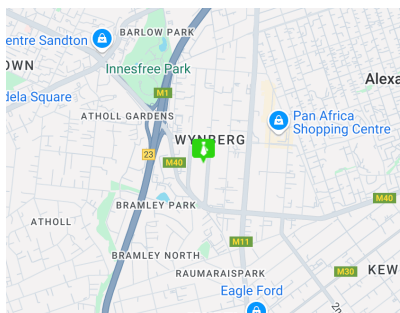 BARLOW PARK
entre Sandton
Innesfree Park
OWN
M1
Alexa
dela Square
ATHOLL GARDENS
Pan Africa
Shopping Centre
WYNBERG
23
M40
M40
BRAMLEY PARK
ATHOLL
M11
BRAMLEY NORTH
RAUMARAISPARK
M30
KEW
Eagle Ford
2n